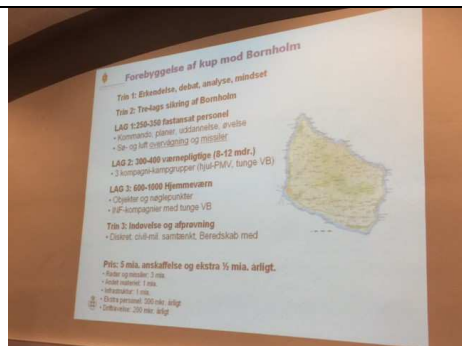 Forebyggelse af kup mod Bornholm
Trin 1: Erkendelse, debat, analyse, mindset
Trin 2: Tre-lags sikring af Bornholm
LAG 1:250-350 fastansat personel
• Kommando, planer, uddannelse, øvelse
• Sø- og luft overvågning og missiler
LAG 2: 300-400 værnepligtige (8-12 mdr.)
• 3 kompagni-kampgrupper (hjul-PMV, tunge VB)
LAG 3: 600-1000 Hjemmeværn
• Objekter og nøglepunkter
• INF-kompagnier med tunge VB
Trin 3: Indøvelse og afprøvning
• Diskret, civil-mil. samtænkt, Beredskab med
Pris: 5 mia. anskaffelse og ekstra ½ mia. årligt.
• Radar og missiler: 3 mia.
• Andet materiel: 1 mia.
• Infrastruktur: 1 mia.
• Ekstra personel: 300 mkr. årligt
• Driftsøvelser: 200 mkr. årligt